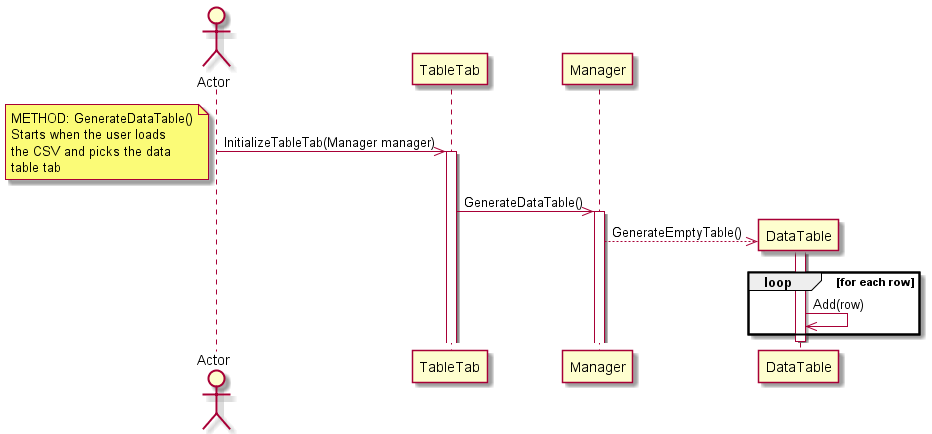 Actor
TableTab
Manager
METHOD: GenerateDataTable()
Starts when the user loads
the CSV and picks the data
table tab
InitializeTableTab(Manager manager)
GenerateDataTable()
GenerateEmptyTable()
DataTable
loop
[for each row]
Add(row)
Actor
TableTab
Manager
DataTable